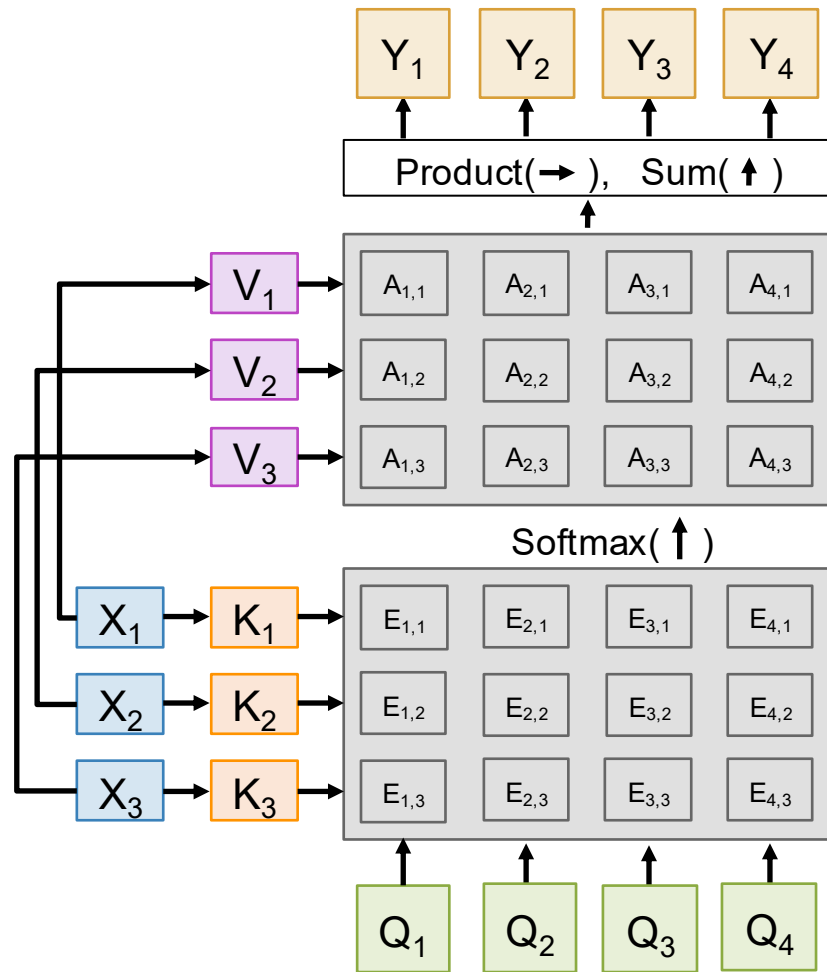 Y1 Y2 Y3 Y4
Product(→), Sum(↑)
V1 A1,1 A2,1 A3,1 A4,1
V2 A1,2 A2,2 A3,2 A4,2
V3 A1,3 A2,3 A3,3 A4,3
Softmax(↑)
X1 K1 E1,1 E2,1 E3,1 E4,1
X2 K2 E1,2 E2,2 E3,2 E4,2
X3 K3 E1,3 E2,3 E3,3 E4,3
Q1 Q2 Q3 Q4